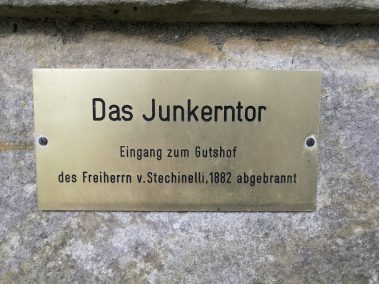 Das Junkerntor
Eingang zum Gutshof
des Freiherrn v.Stechinelli,1882 abgebrannt